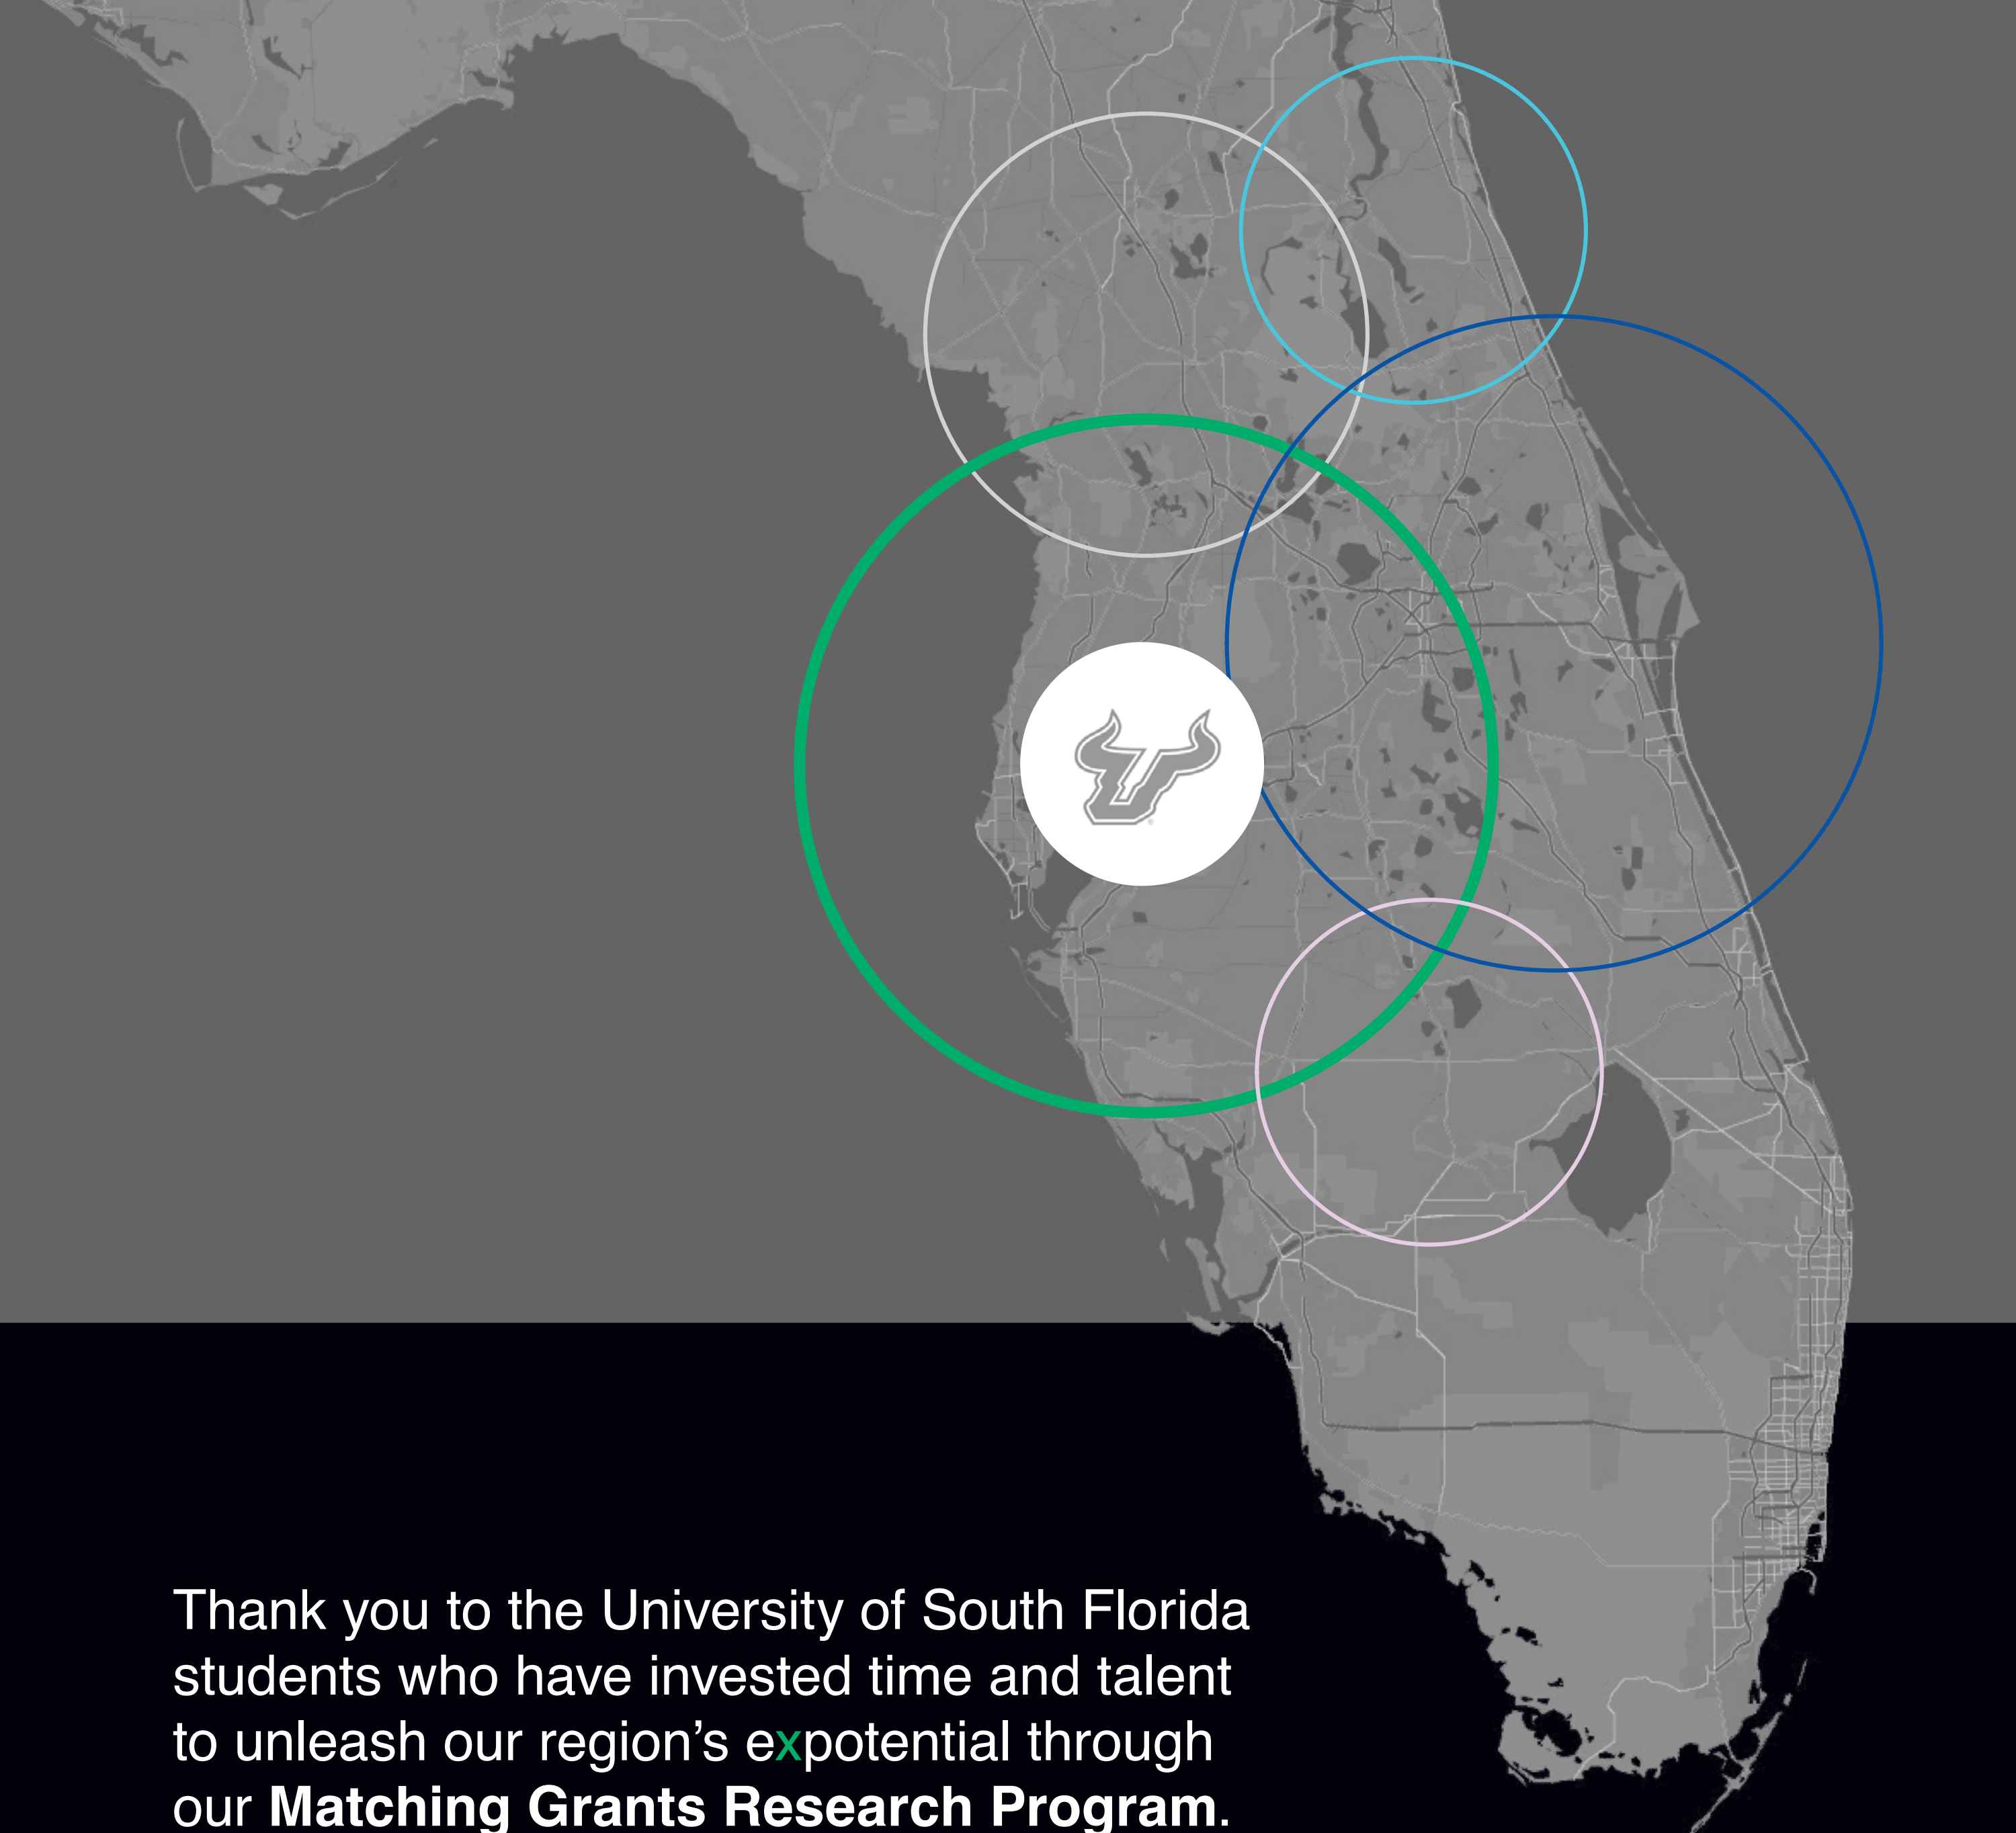 Thank you to the University of South Florida
students who have invested time and talent
to unleash our region’s expotential through
our Matching Grants Research Program.